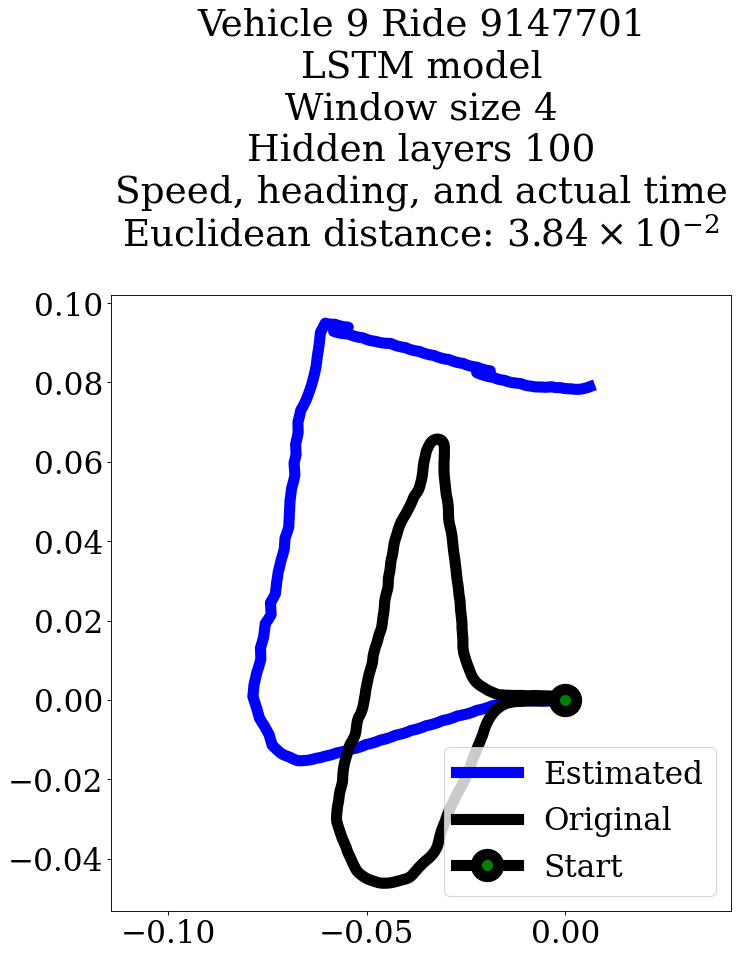 Vehicle 9 Ride 9147701
LSTM model
Window size 4
Hidden layers 100
Speed, heading, and actual time
Euclidean distance: 3.84 × 10⁻²
0.10
0.08
0.06
0.04
0.02
0.00
−0.02
−0.04
Estimated
Original
Start
−0.10
−0.05
0.00